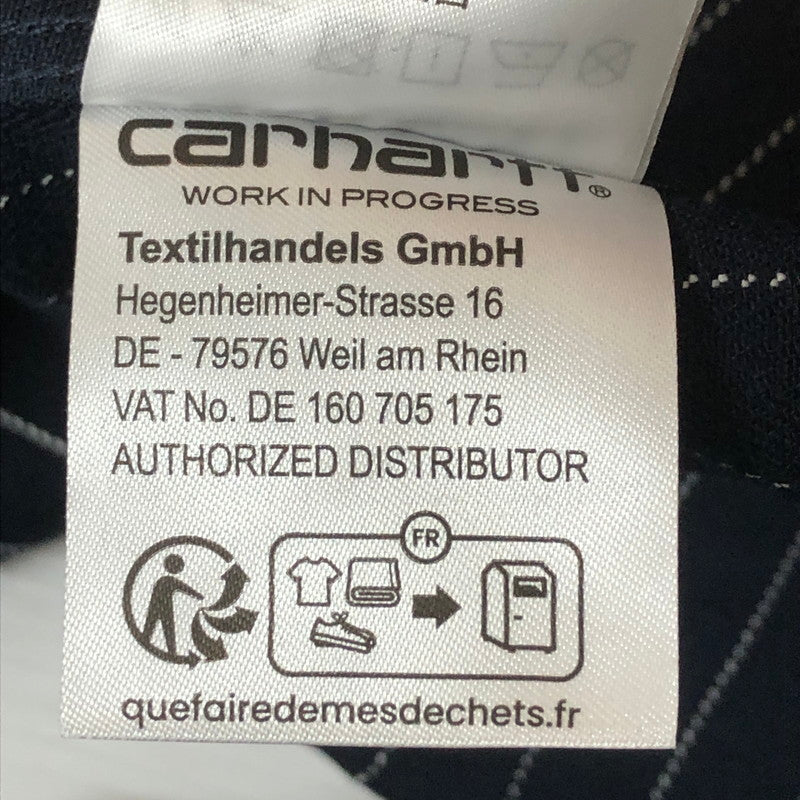 carhartt®
WORK IN PROGRESS
Textilhandels GmbH
Hegenheimer-Strasse 16
DE - 79576 Weil am Rhein
VAT No. DE 160 705 175
AUTHORIZED DISTRIBUTOR
FR
quefairedemesdechets.fr